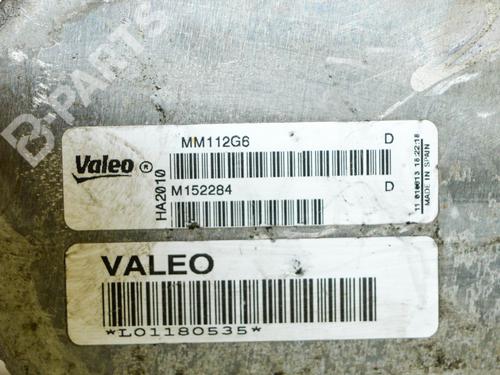 B-PARTS
MM112G6 D
Valeo ®
HA2010
M152284 D
MADE IN SPAIN
VALEO
*L01180535*